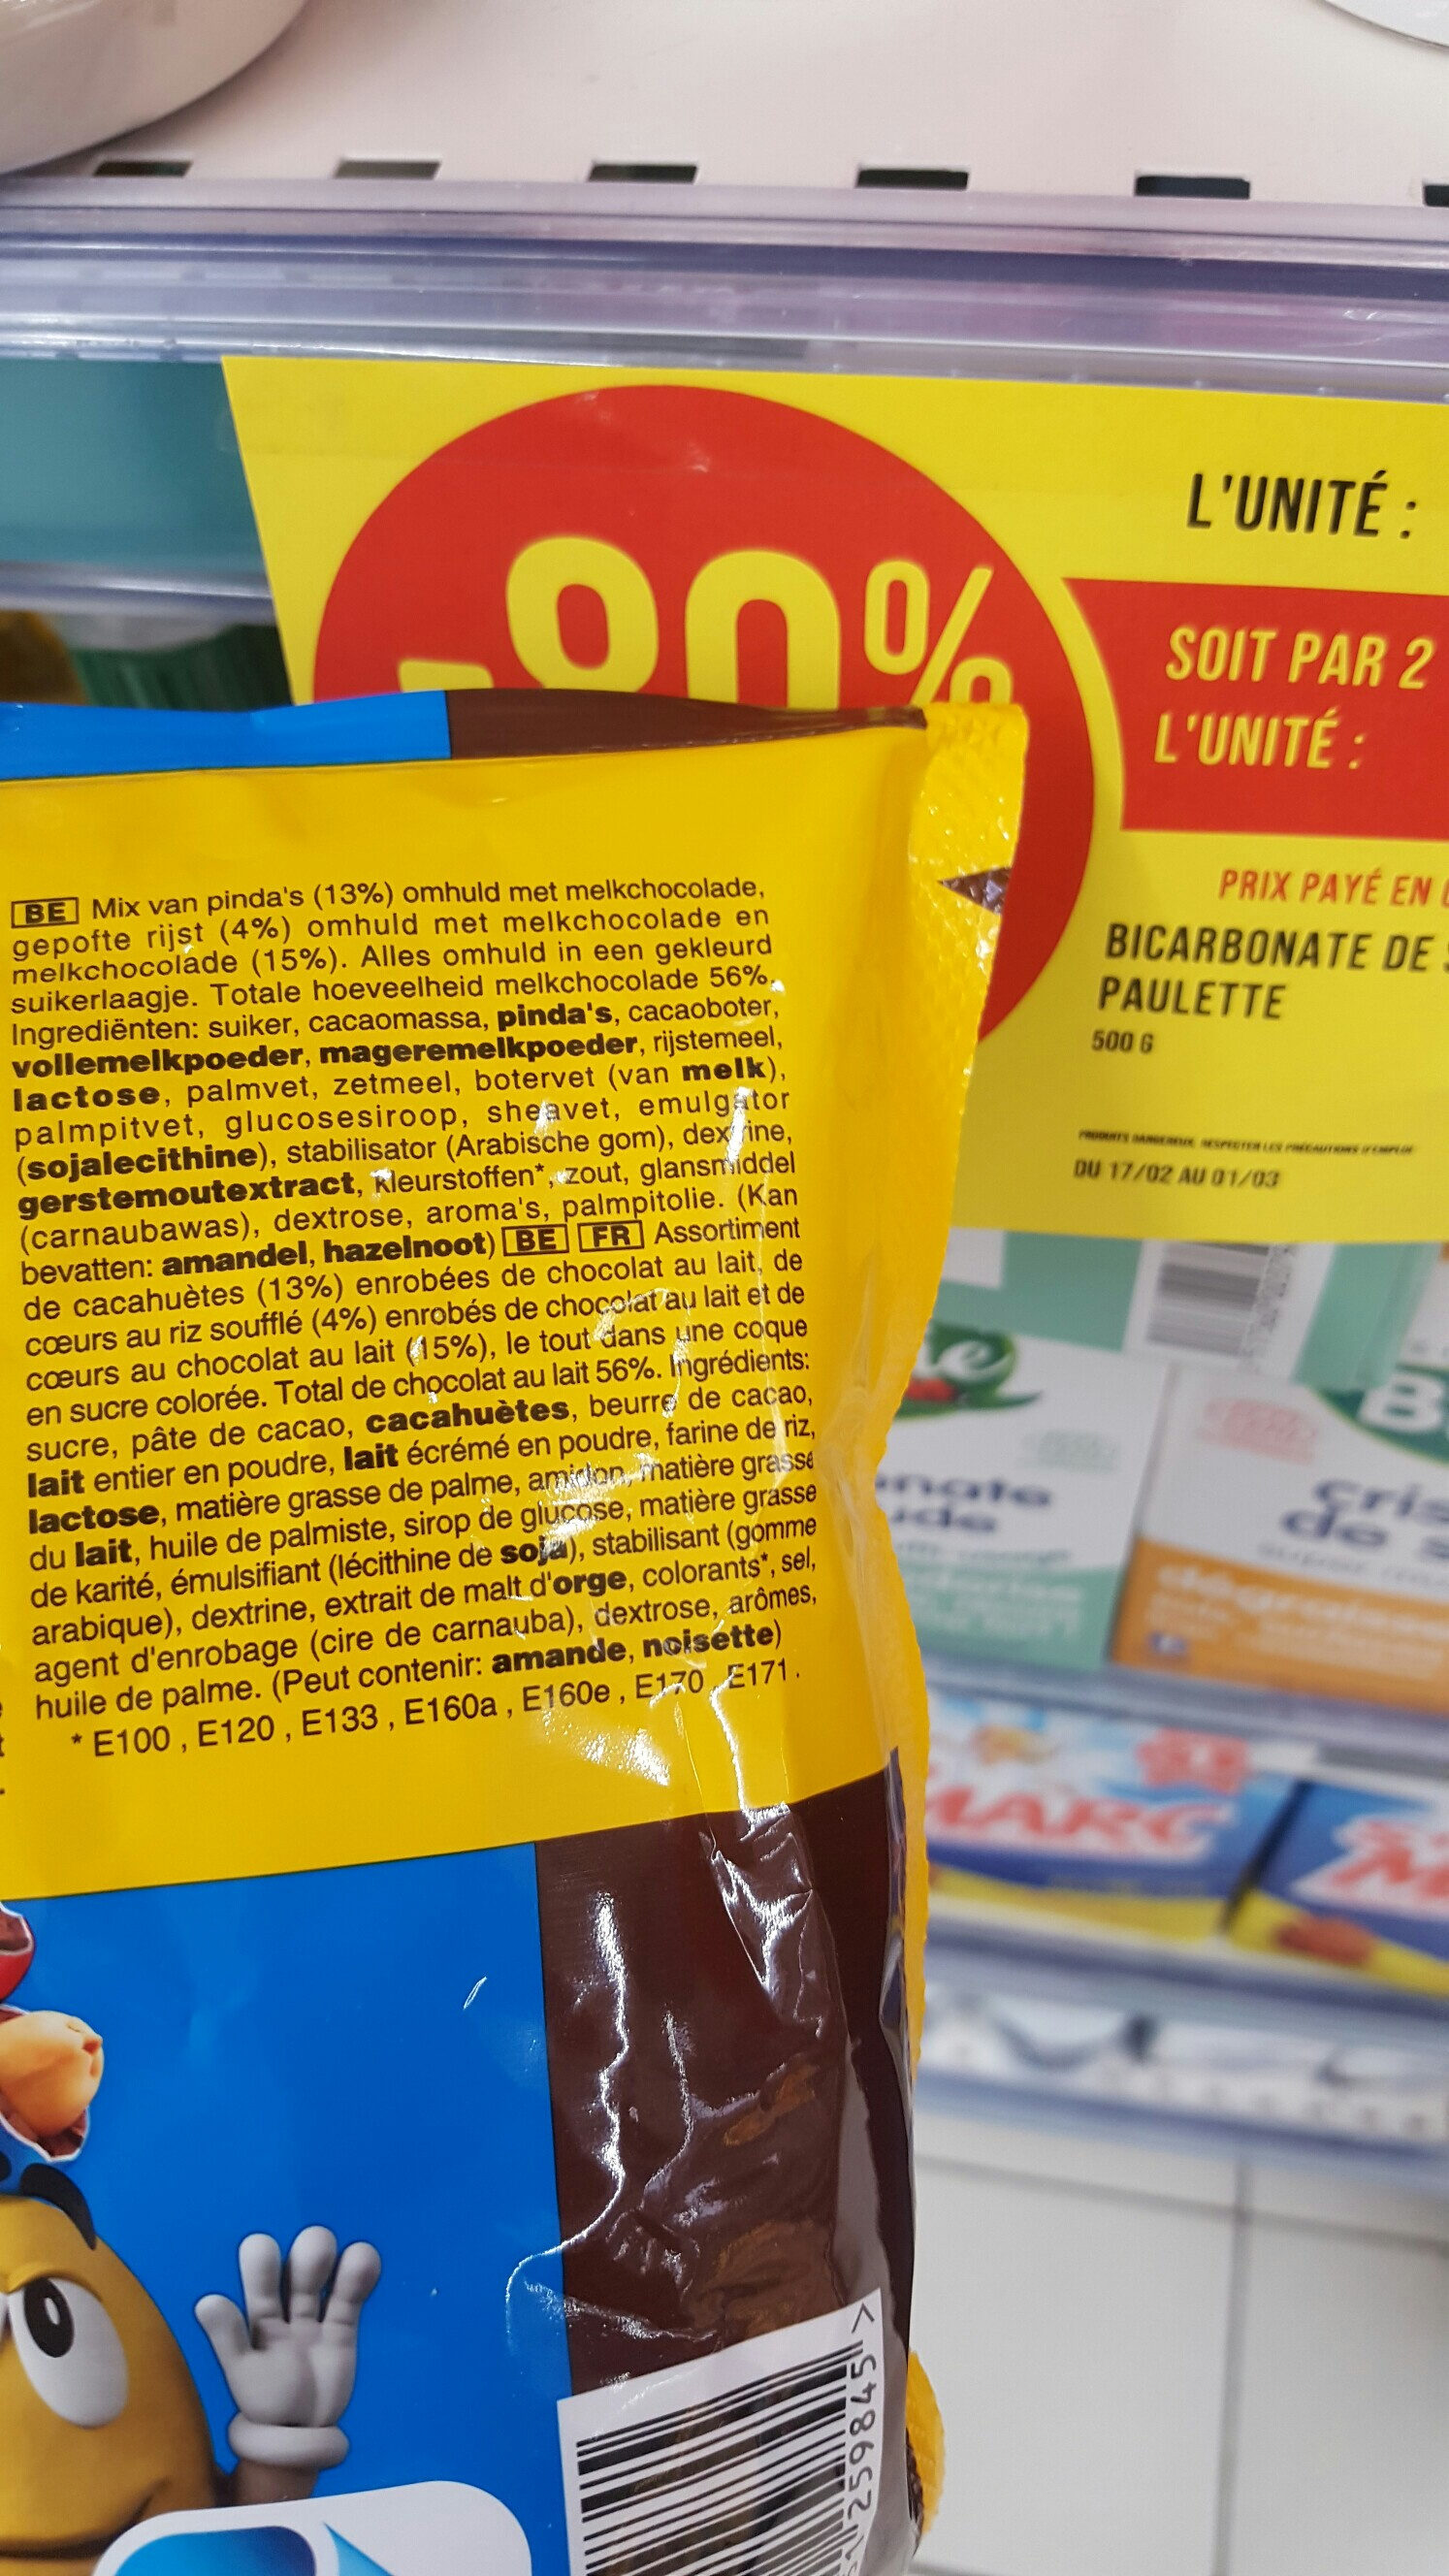 -80%
L'UNITÉ :
SOIT PAR 2
L'UNITÉ :
PRIX PAYÉ EN
BICARBONATE DE
PAULETTE
500 G
PRODUITS DANGEREUX, RESPECTER LES PRÉCAUTIONS D'EMPLOI
DU 17/02 AU 01/03
BE Mix van pinda's (13%) omhuld met melkchocolade,
gepofte rijst (4%) omhuld met melkchocolade en
melkchocolade (15%). Alles omhuld in een gekleurd
suikerlaagje. Totale hoeveelheid melkchocolade 56%.
Ingrediënten: suiker, cacaomassa, pinda's, cacaoboter,
vollemelkpoeder, mageremelkpoeder, rijstemeel,
lactose, palmvet, zetmeel, botervet (van melk),
palmpitvet, glucosesiroop, sheavet, emulgator
(sojalecithine), stabilisator (Arabische gom), dextrine,
gerstemoutextract, kleurstoffen*, zout, glansmiddel
(carnaubawas), dextrose, aroma's, palmpitolie. (Kan
bevatten: amandel, hazelnoot) BE FR Assortiment
de cacahuètes (13%) enrobées de chocolat au lait, de
cœurs au riz soufflé (4%) enrobés de chocolat au lait et de
cœurs au chocolat au lait (15%), le tout dans une coque
en sucre colorée. Total de chocolat au lait 56%. Ingrédients:
sucre, pâte de cacao, cacahuètes, beurre de cacao,
lait entier en poudre, lait écrémé en poudre, farine de riz,
lactose, matière grasse de palme, amidon, matière grasse
du lait, huile de palmiste, sirop de glucose, matière grasse
de karité, émulsifiant (lécithine de soja), stabilisant (gomme
arabique), dextrine, extrait de malt d'orge, colorants*, sel,
agent d'enrobage (cire de carnauba), dextrose, arômes,
huile de palme. (Peut contenir: amande, noisette)
* E100 , E120 , E133 , E160a , E160e , E170 , E171 .
MARC
259845 >